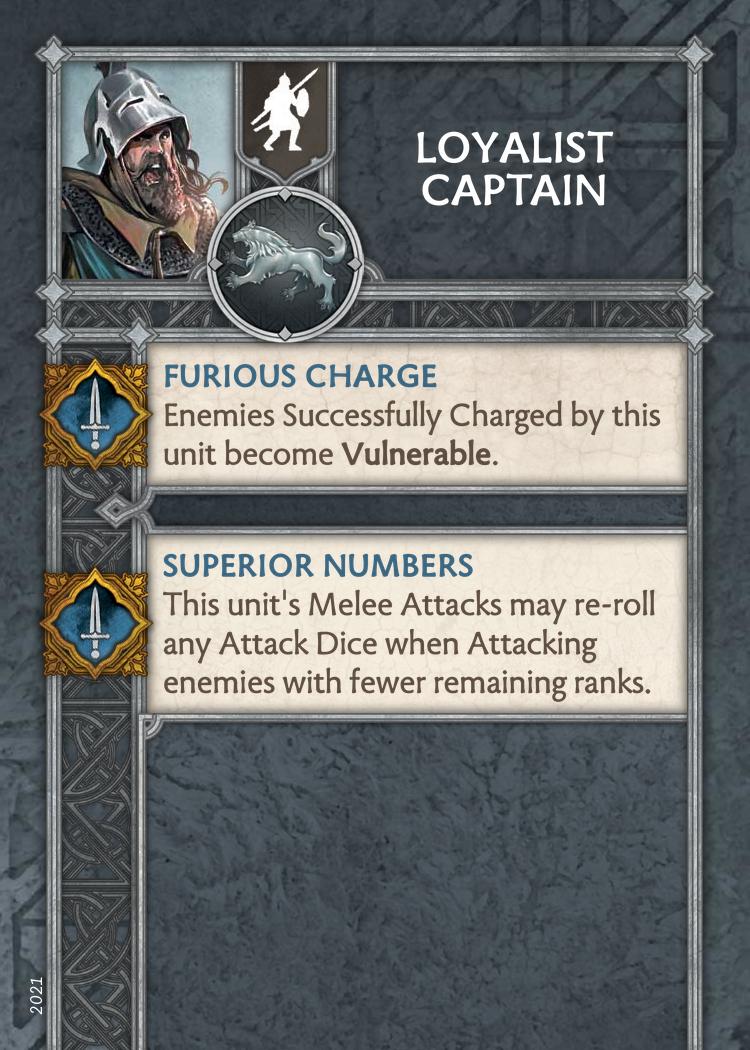 LOYALIST
CAPTAIN
FURIOUS CHARGE
Enemies Successfully Charged by this
unit become Vulnerable.
SUPERIOR NUMBERS
This unit's Melee Attacks may re-roll
any Attack Dice when Attacking
enemies with fewer remaining ranks.
2021